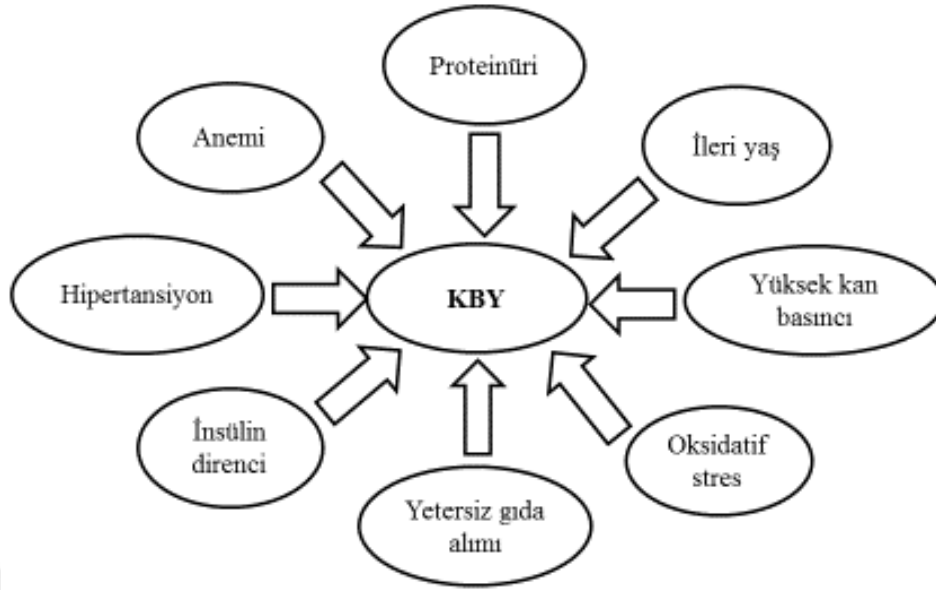 Proteinüri
Anemi
İleri yaş
Hipertansiyon
KBY
Yüksek kan
basıncı
İnsülin
direnci
Oksidatif
stres
Yetersiz gıda
alımı